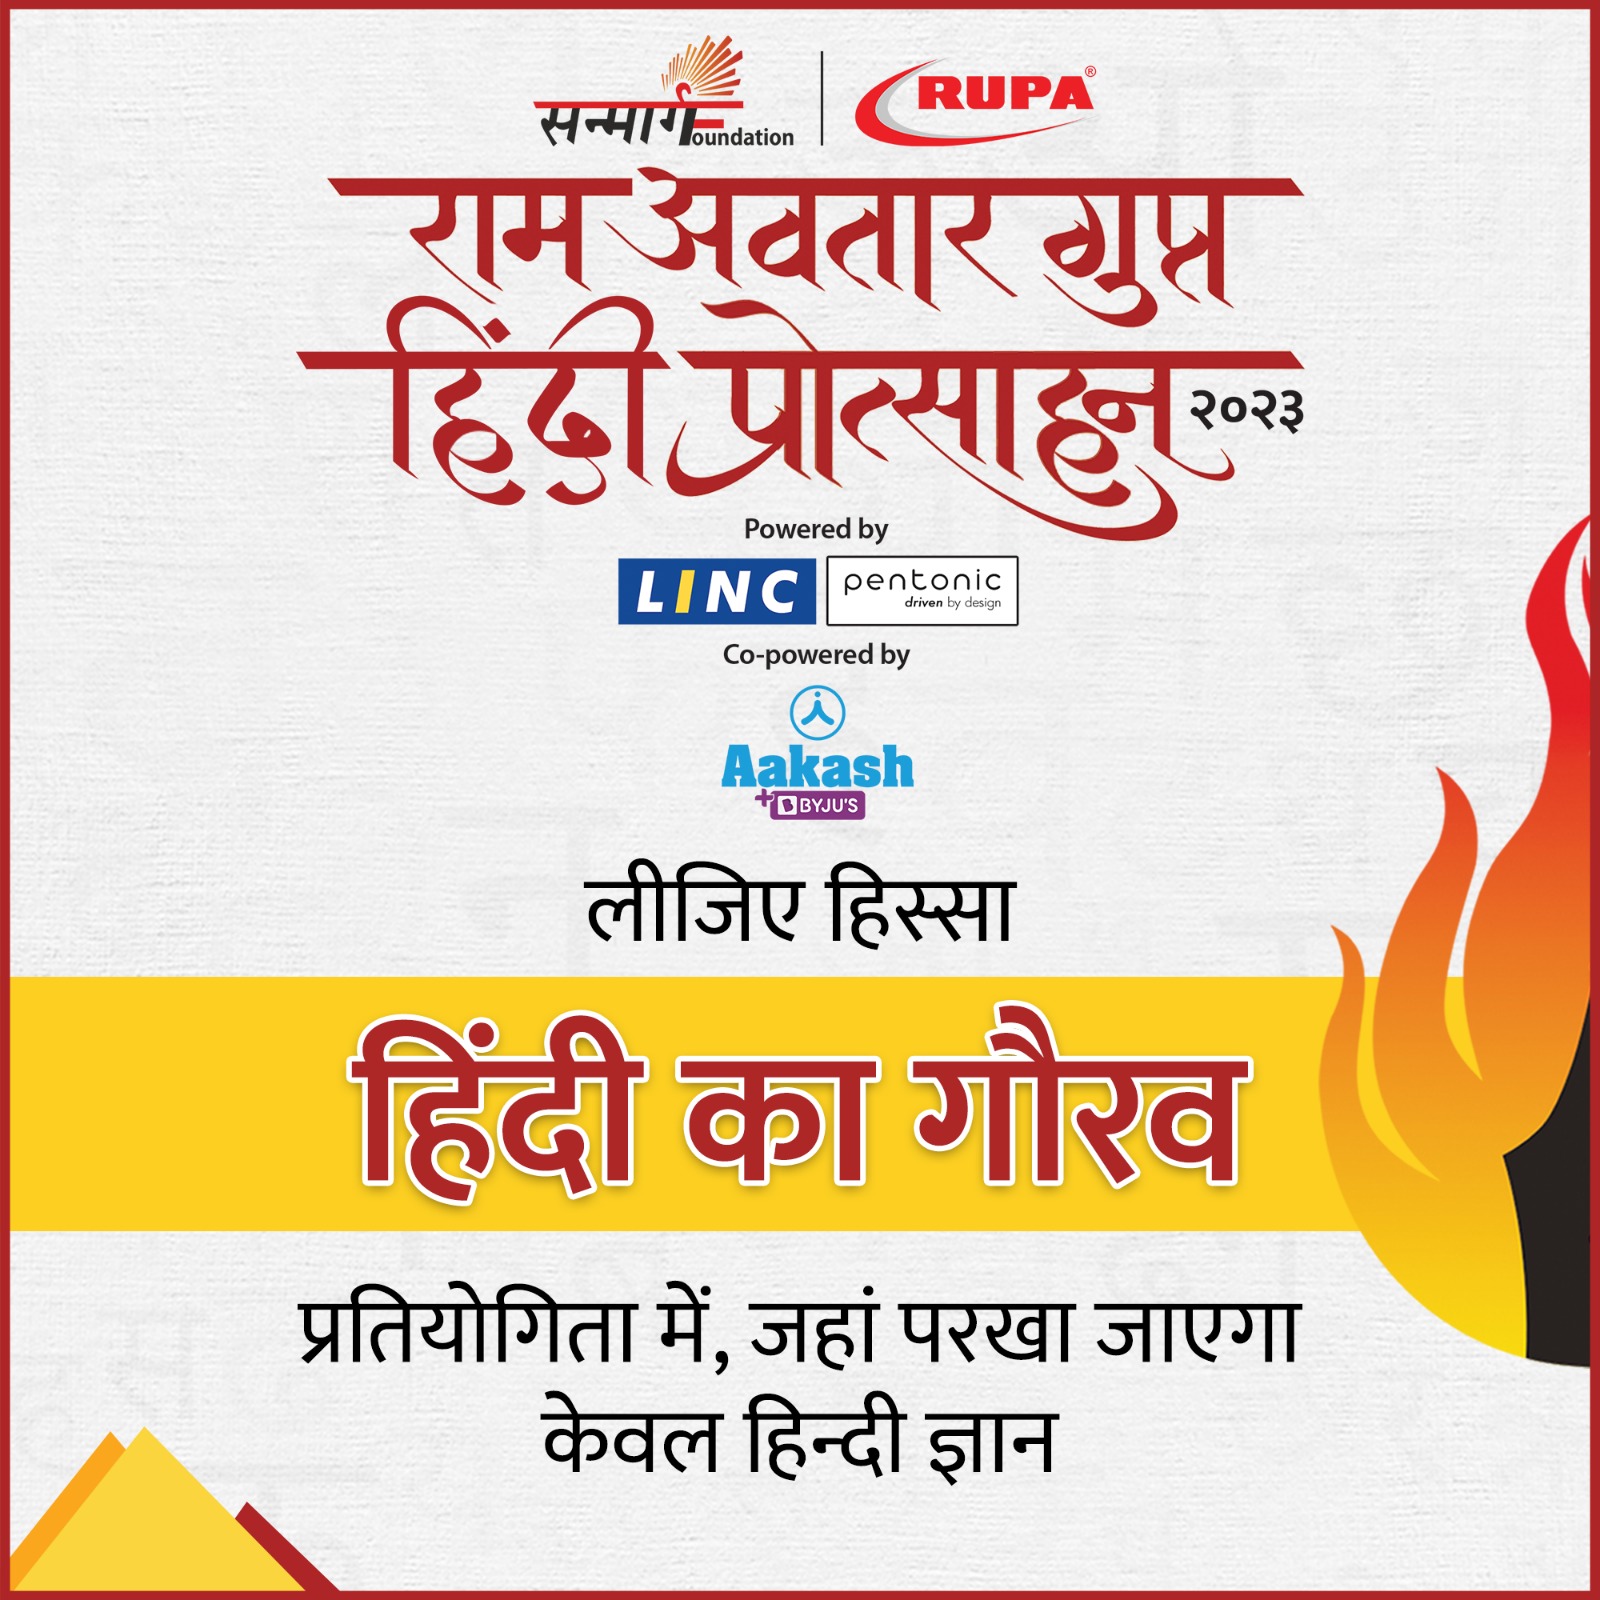 सन्मार्ग Foundation
RUPA®
राम अवतार गुप्त
हिंदी प्रोत्साहन २०२३
Powered by
LINC
pentonic
driven by design
Co-powered by
Aakash
+ BYJU'S
लीजिए हिस्सा
हिंदी का गौरव
प्रतियोगिता में, जहां परखा जाएगा
केवल हिन्दी ज्ञान